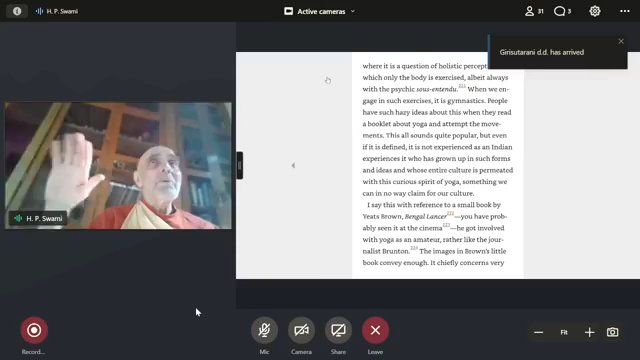 H. P. Swami
Active cameras
31
3
Girisutarani d.d. has arrived
where it is a question of holistic
which only the body is exercised, albeit always
with the psychic sous-entendu.221 When we en-
gage in such exercises, it is gymnastics. People
have such hazy ideas about this when they read
a booklet about yoga and attempt the move-
ments. This all sounds quite popular, but even
if it is defined, it is not experienced as an Indian
experiences it who has grown up in such forms
and ideas and whose entire culture is permeated
with this curious spirit of yoga, something we
can in no way claim for our culture.
I say this with reference to a small book by
Yeats Brown, Bengal Lancer222—you have prob-
ably seen it at the cinema223—he got involved
with yoga as an amateur, rather like the jour-
nalist Brunton.224 The images in Brown's little
book convey enough. It chiefly concerns very
H. P. Swami
Record...
Mic
Camera
Share
Leave
Fit